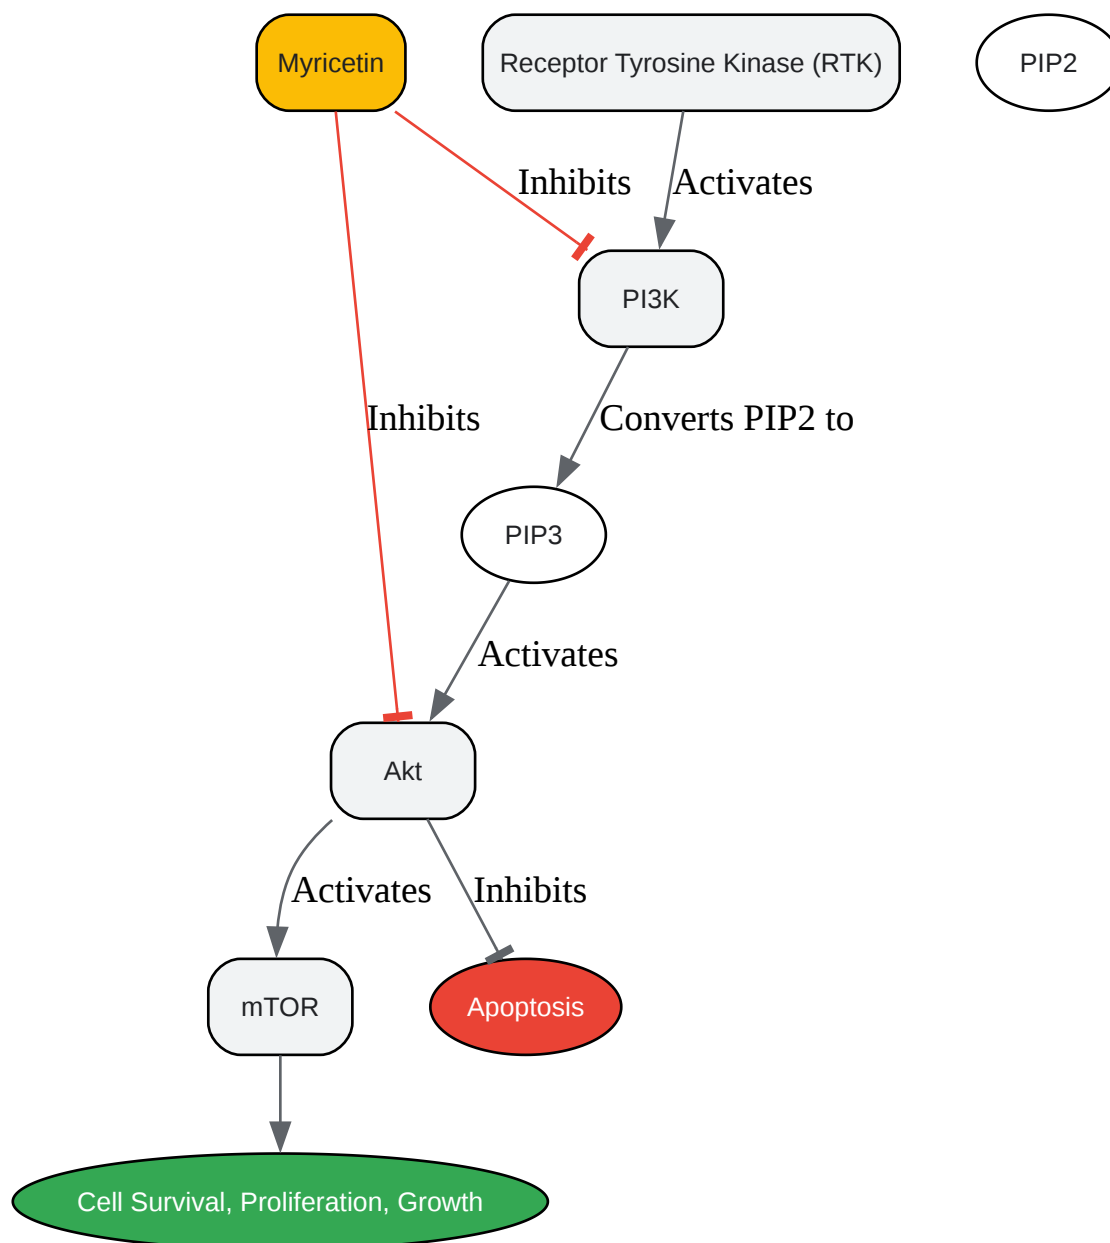 Myricetin
Receptor Tyrosine Kinase (RTK)
PIP2
Inhibits
Activates
PI3K
Inhibits
Converts PIP2 to
PIP3
Activates
Akt
Activates
Inhibits
mTOR
Apoptosis
Cell Survival, Proliferation, Growth